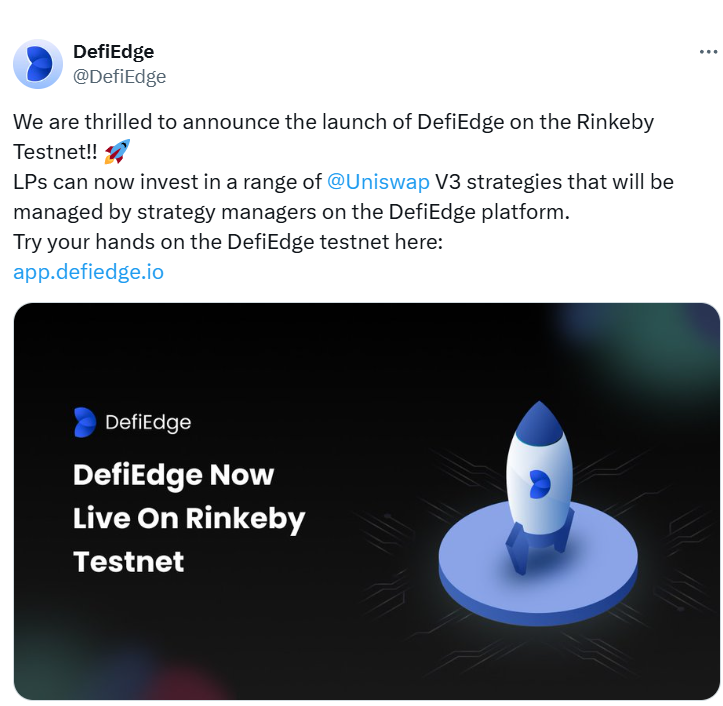 DefiEdge
@DefiEdge
We are thrilled to announce the launch of DefiEdge on the Rinkeby
Testnet!! 🚀
LPs can now invest in a range of @Uniswap V3 strategies that will be
managed by strategy managers on the DefiEdge platform.
Try your hands on the DefiEdge testnet here:
app.defiedge.io
DefiEdge
DefiEdge Now
Live On Rinkeby
Testnet